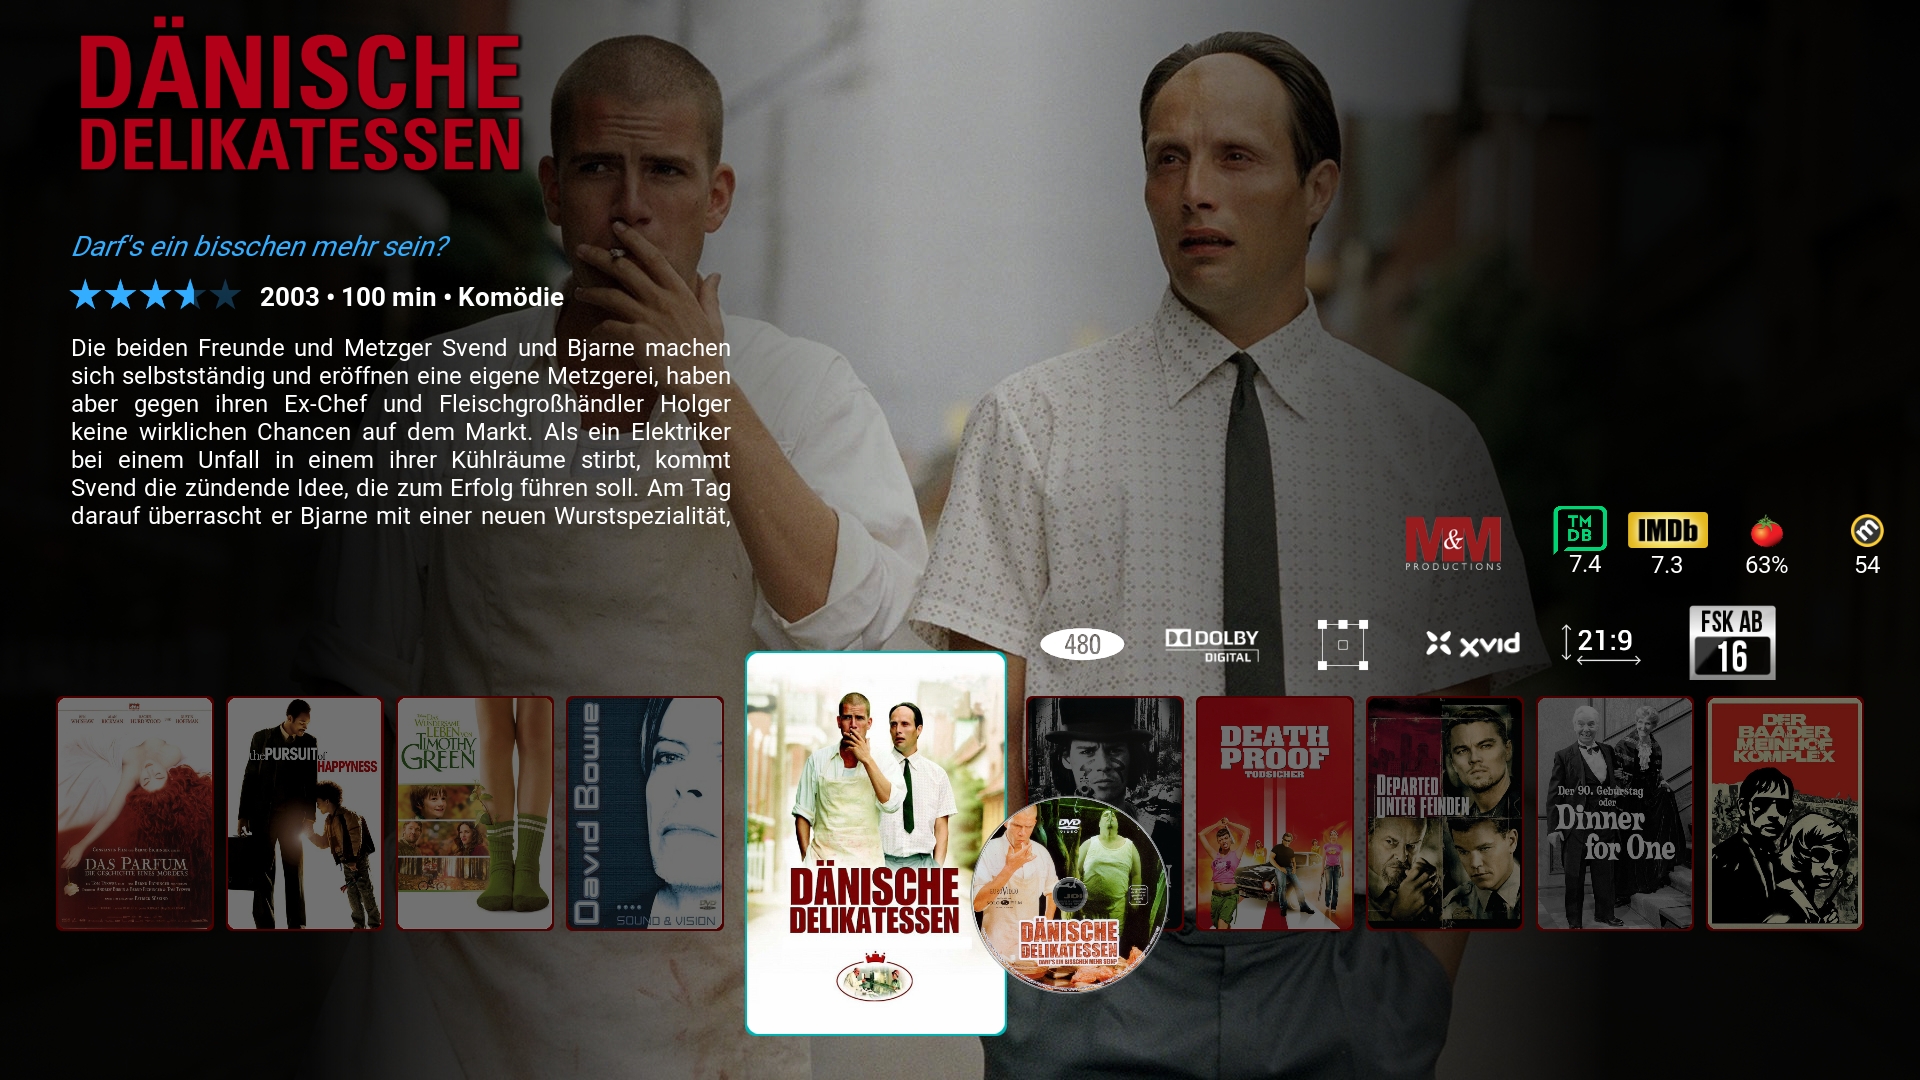 DÄNISCHE
DELIKATESSEN
Darf's ein bisschen mehr sein?
2003 • 100 min • Komödie
Die beiden Freunde und Metzger Svend und Bjarne machen
sich selbstständig und eröffnen eine eigene Metzgerei, haben
aber gegen ihren Ex-Chef und Fleischgroßhändler Holger
keine wirklichen Chancen auf dem Markt. Als ein Elektriker
bei einem Unfall in einem ihrer Kühlräume stirbt, kommt
Svend die zündende Idee, die zum Erfolg führen soll. Am Tag
darauf überrascht er Bjarne mit einer neuen Wurstspezialität,
M&M
PRODUCTIONS
TM
DB
7.4
IMDb
7.3
63%
m
54
480
DOLBY
DIGITAL
xvid
21:9
FSK AB
16
DAS PARFUM
DIE GESCHICHTE EINES MÖRDERS
the PURSUIT of
HAPPYNESS
DAS
WUNDERSAME
LEBEN VON
TIMOTHY
GREEN
David Bowie
SOUND & VISION
DVD
DÄNISCHE
DELIKATESSEN
DVD
VIDEO
DÄNISCHE
DELIKATESSEN
DARF'S EIN BISSCHEN MEHR SEIN?
DEATH
PROOF
TODSICHER
DEPARTED
UNTER FEINDEN
Der 90. Geburtstag
oder
Dinner
for One
DER
BAADER
MEINHOF
KOMPLEX